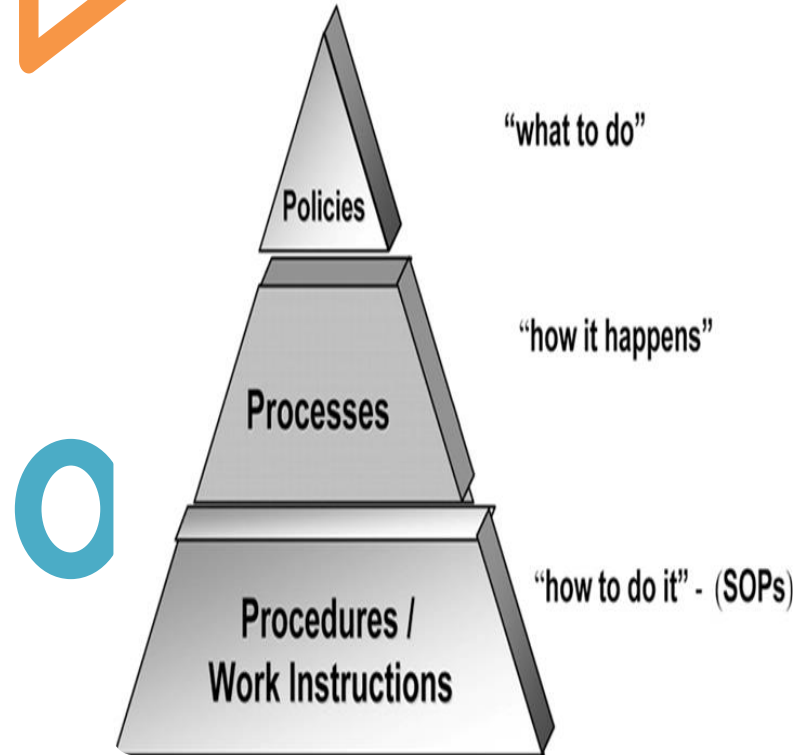 “what to do”
Policies
“how it happens”
Processes
“how to do it” - (SOPs)
Procedures /
Work Instructions